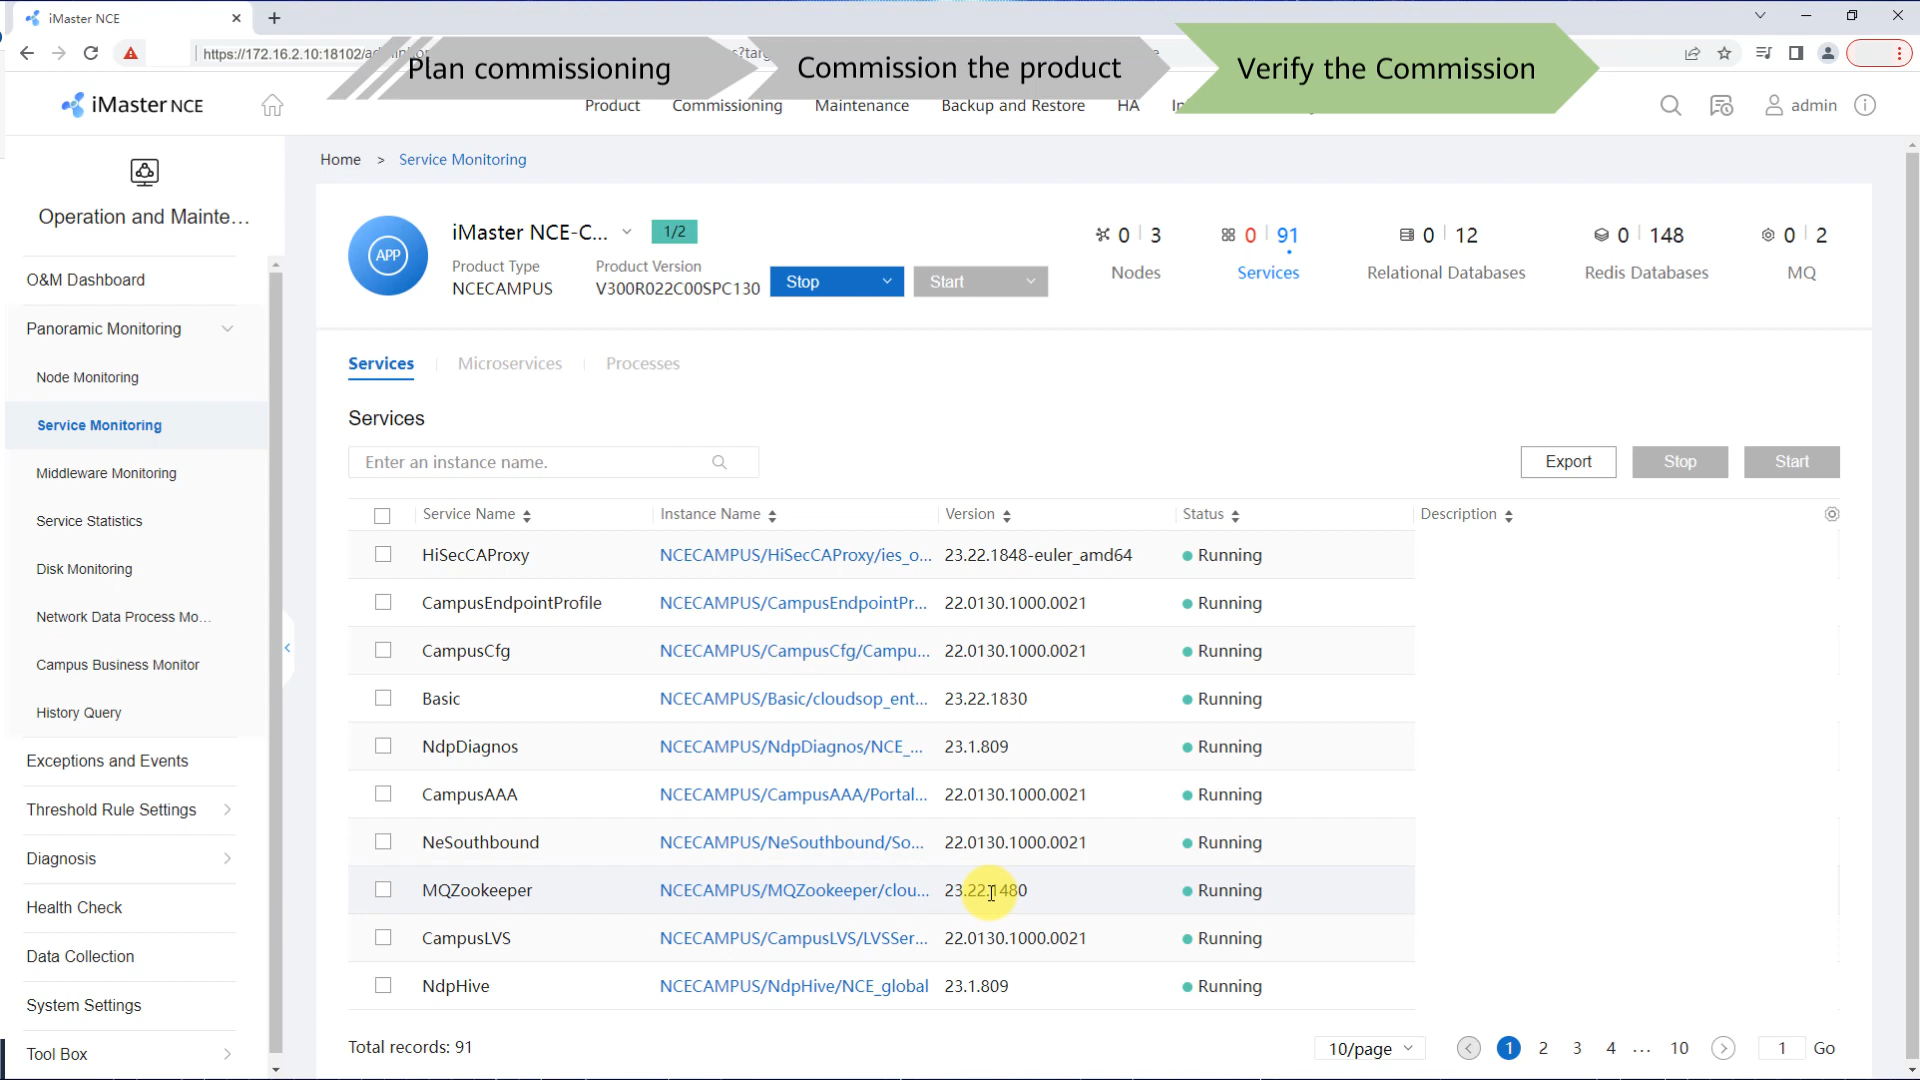 iMaster NCE
https://172.16.2.10:18102/
Plan commissioning
Commission the product
Verify the Commission
iMaster NCE
Product
Commissioning
Maintenance
Backup and Restore
HA
admin
Operation and Mainte...
O&M Dashboard
Panoramic Monitoring
Node Monitoring
Service Monitoring
Middleware Monitoring
Service Statistics
Disk Monitoring
Network Data Process Mo...
Campus Business Monitor
History Query
Exceptions and Events
Threshold Rule Settings
Diagnosis
Health Check
Data Collection
System Settings
Tool Box
Home > Service Monitoring
APP
iMaster NCE-C...
1/2
Product Type
NCECAMPUS
Product Version
V300R022C00SPC130
Stop
Start
0 | 3
Nodes
0 | 91
Services
0 | 12
Relational Databases
0 | 148
Redis Databases
0 | 2
MQ
Services
Microservices
Processes
Services
Enter an instance name.
Export
Stop
Start
Service Name Instance Name Version Status Description
HiSecCAProxy NCECAMPUS/HiSecCAProxy/ies_o... 23.22.1848-euler_amd64 Running
CampusEndpointProfile NCECAMPUS/CampusEndpointPr... 22.0130.1000.0021 Running
CampusCfg NCECAMPUS/CampusCfg/Campu... 22.0130.1000.0021 Running
Basic NCECAMPUS/Basic/cloudsop_ent... 23.22.1830 Running
NdpDiagnos NCECAMPUS/NdpDiagnos/NCE_... 23.1.809 Running
CampusAAA NCECAMPUS/CampusAAA/Portal... 22.0130.1000.0021 Running
NeSouthbound NCECAMPUS/NeSouthbound/So... 22.0130.1000.0021 Running
MQZookeeper NCECAMPUS/MQZookeeper/clou... 23.22.1480 Running
CampusLVS NCECAMPUS/CampusLVS/LVSSer... 22.0130.1000.0021 Running
NdpHive NCECAMPUS/NdpHive/NCE_global 23.1.809 Running
Total records: 91
10/page
1 2 3 4 ... 10
1 Go